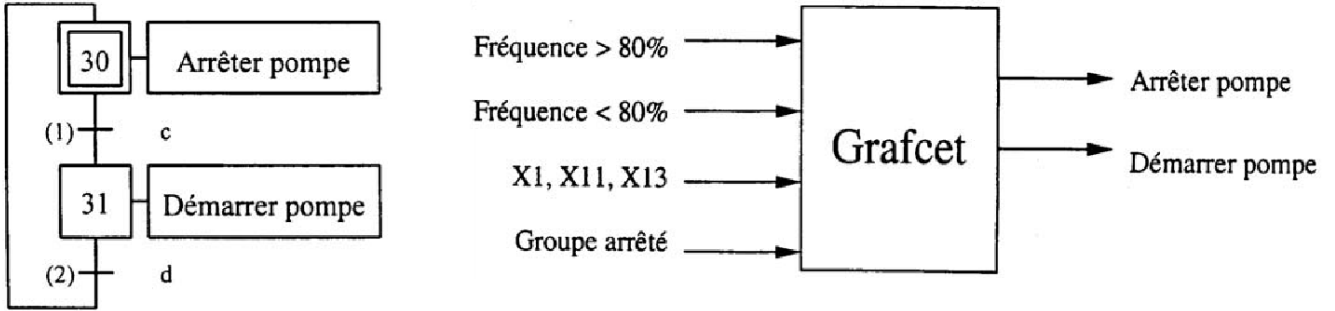 30
Arrêter pompe
(1)
c
31
Démarrer pompe
(2)
d
Fréquence > 80%
Fréquence < 80%
X1, X11, X13
Groupe arrêté
Grafcet
Arrêter pompe
Démarrer pompe